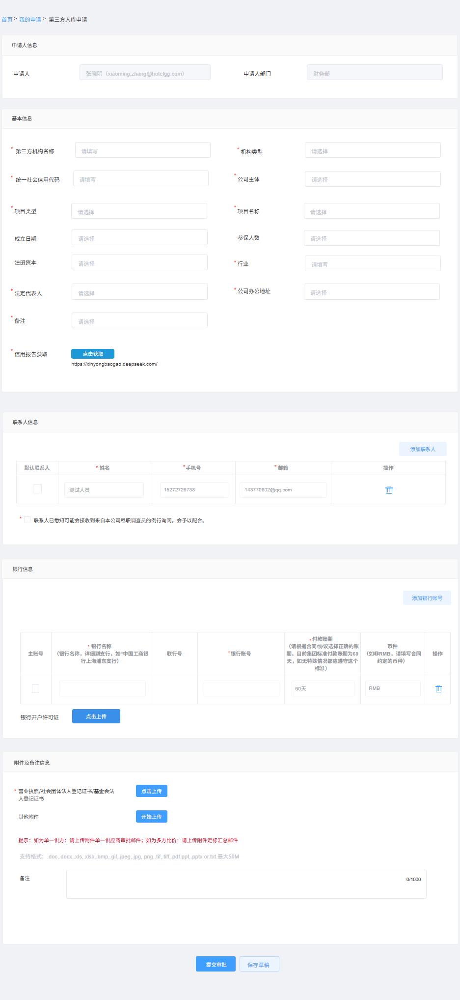 首页 > 我的申请 > 第三方入库申请
申请人信息
申请人 张晓明（xiaoming.zhang@hotelgg.com） 申请人部门 财务部
基本信息
* 第三方机构名称 请填写 * 机构类型 请选择
* 统一社会信用代码 请填写 * 公司主体 请选择
* 项目类型 请选择 * 项目名称 请选择
成立日期 请选择 参保人数 请选择
注册资本 请选择 * 行业 请填写
* 法定代表人 请选择 * 公司办公地址 请选择
* 备注 请选择
* 信用报告获取 点击获取
https://xinyongbaogao.deepseek.com/
联系人信息
添加联系人
默认联系人 * 姓名 *手机号 * 邮箱 操作
测试人员 15272726738 143770802@qq.com
* 联系人已悉知可能会接收到来自本公司尽职调查员的例行询问，会予以配合。
银行信息
添加银行账号
主账号
* 银行名称
（银行名称，详细到支行，如“中国工商银
行上海浦东支行）
联行号
*银行账号
*付款账期
（请根据合同/协议选择正确的账
期，目前集团标准付款账期为60
天，如无特殊情况都应遵守这个
标准）
币种
（如非RMB，请填写合同
约定的币种）
操作
60天 RMB
银行开户许可证 点击上传
附件及备注信息
* 营业执照/社会团体法人登记证书/基金会法
人登记证书
点击上传
其他附件 开始上传
提示：如为单一供方：请上传附件单一供应商审批邮件；如为多方比价：请上传附件定标汇总邮件
支持格式：.doc,.docx,.xls,.xlsx,.bmp,.gif,.jpeg,.jpg,.png,.tif,.tiff,.pdf.ppt,.pptx or.txt.最大50M
备注 0/1000
提交审批 保存草稿